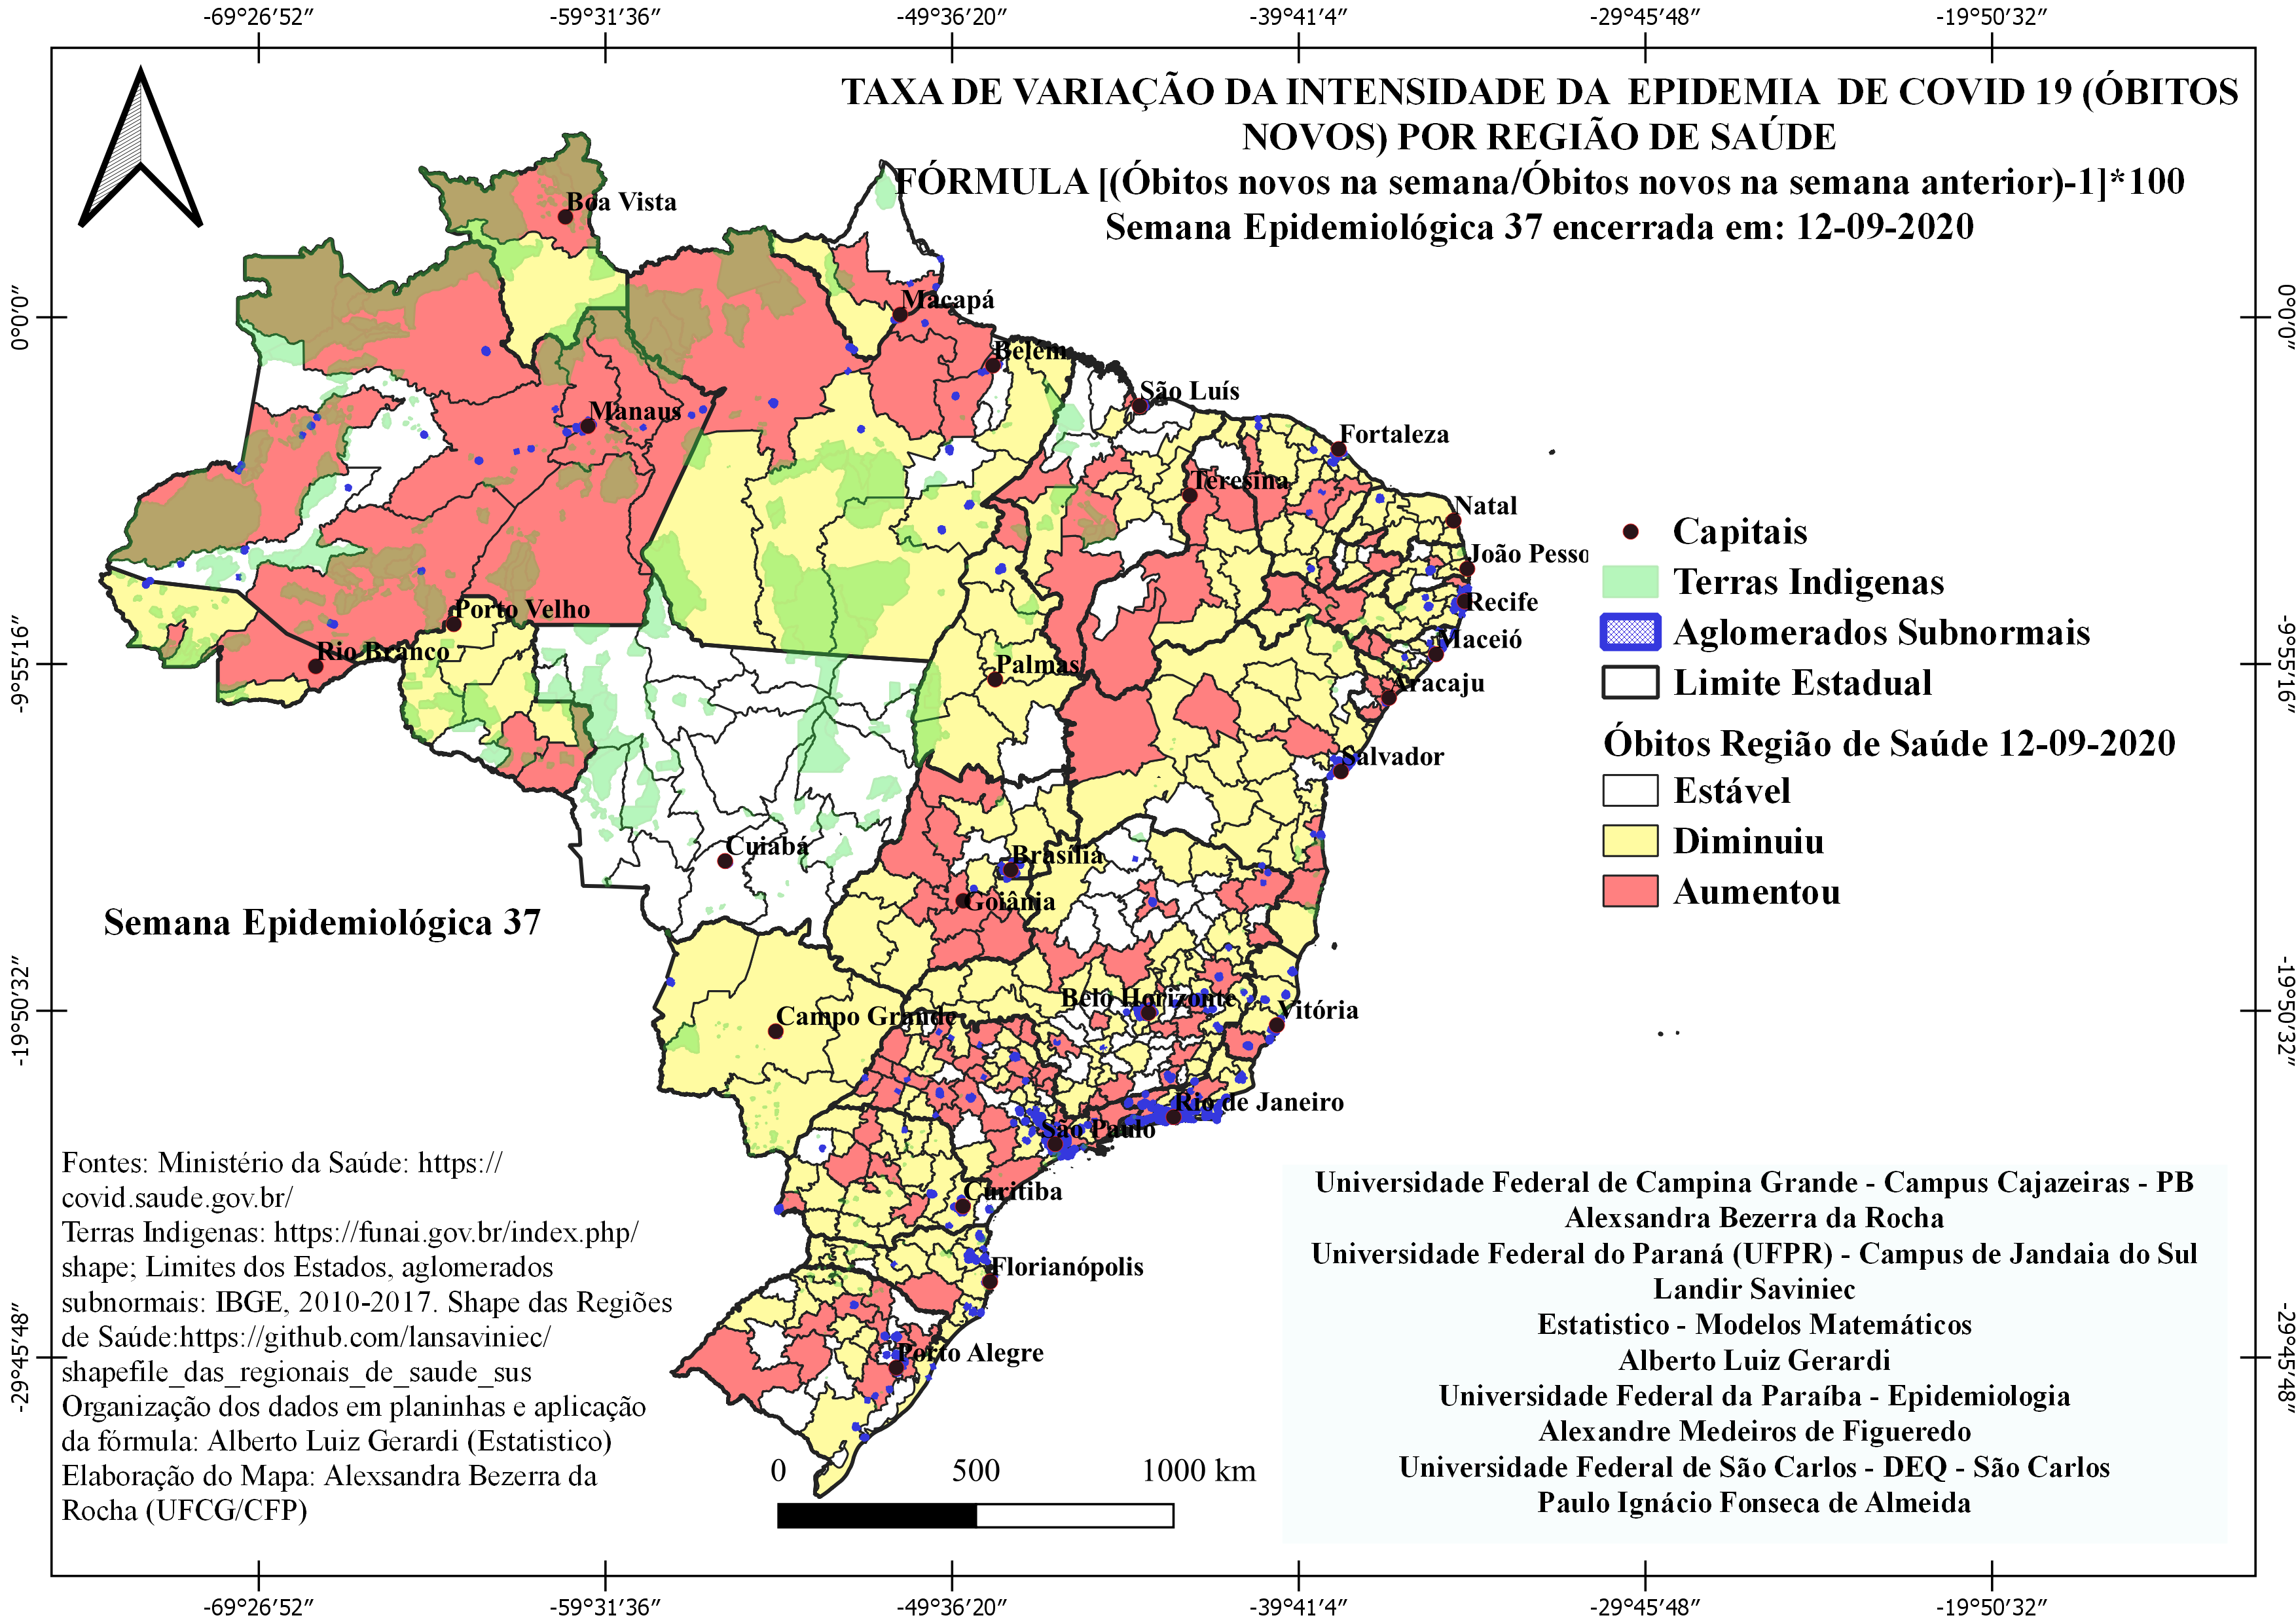 -69°26′52″ -59°31′36″ -49°36′20″ -39°41′4″ -29°45′48″ -19°50′32″
TAXA DE VARIAÇÃO DA INTENSIDADE DA EPIDEMIA DE COVID 19 (ÓBITOS
NOVOS) POR REGIÃO DE SAÚDE
FÓRMULA [(Óbitos novos na semana/Óbitos novos na semana anterior)-1]*100
Semana Epidemiológica 37 encerrada em: 12-09-2020
Boa Vista
Macapá
0°0′0″
0°0′0″
Belém
São Luís
Manaus
Fortaleza
Teresina
Natal
João Pesso
Recife
Porto Velho
Maceió
Rio Branco
-9°55′16″
-9°55′16″
Palmas
Aracaju
Salvador
Cuiabá
Brasília
Goiânia
Capitais
Terras Indigenas
Aglomerados Subnormais
Limite Estadual
Óbitos Região de Saúde 12-09-2020
Estável
Diminuiu
Aumentou
Semana Epidemiológica 37
Belo Horizonte
Vitória
Campo Grande
-19°50′32″
-19°50′32″
Rio de Janeiro
São Paulo
Curitiba
Florianópolis
Porto Alegre
-29°45′48″
-29°45′48″
Fontes: Ministério da Saúde: https://
covid.saude.gov.br/
Terras Indigenas: https://funai.gov.br/index.php/
shape; Limites dos Estados, aglomerados
subnormais: IBGE, 2010-2017. Shape das Regiões
de Saúde:https://github.com/lansaviniec/
shapefile_das_regionais_de_saude_sus
Organização dos dados em planinhas e aplicação
da fórmula: Alberto Luiz Gerardi (Estatistico)
Elaboração do Mapa: Alexsandra Bezerra da
Rocha (UFCG/CFP)
0 500 1000 km
Universidade Federal de Campina Grande - Campus Cajazeiras - PB
Alexsandra Bezerra da Rocha
Universidade Federal do Paraná (UFPR) - Campus de Jandaia do Sul
Landir Saviniec
Estatistico - Modelos Matemáticos
Alberto Luiz Gerardi
Universidade Federal da Paraíba - Epidemiologia
Alexandre Medeiros de Figueredo
Universidade Federal de São Carlos - DEQ - São Carlos
Paulo Ignácio Fonseca de Almeida
-69°26′52″ -59°31′36″ -49°36′20″ -39°41′4″ -29°45′48″ -19°50′32″